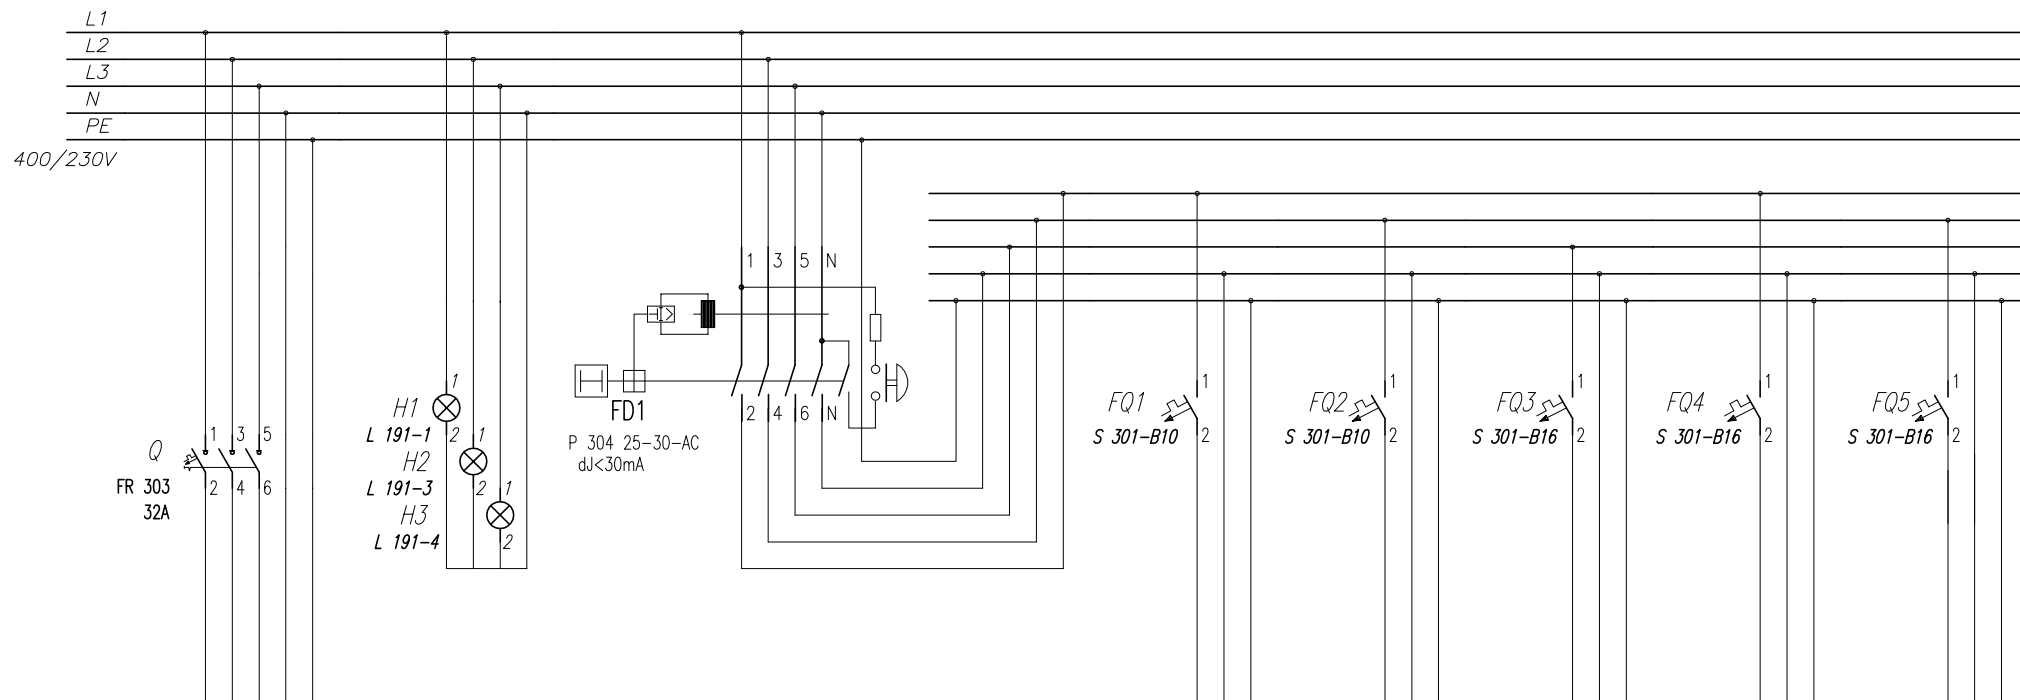 L1
L2
L3
N
PE
400/230V
1 3 5 N
FD1
P 304 25-30-AC
dJ<30mA
2 4 6 N
Q
FR 303
32A
1 3 5
2 4 6
H1
L 191-1
1
2
H2
L 191-3
1
2
H3
L 191-4
1
2
FQ1
S 301-B10
1
2
FQ2
S 301-B10
1
2
FQ3
S 301-B16
1
2
FQ4
S 301-B16
1
2
FQ5
S 301-B16
1
2